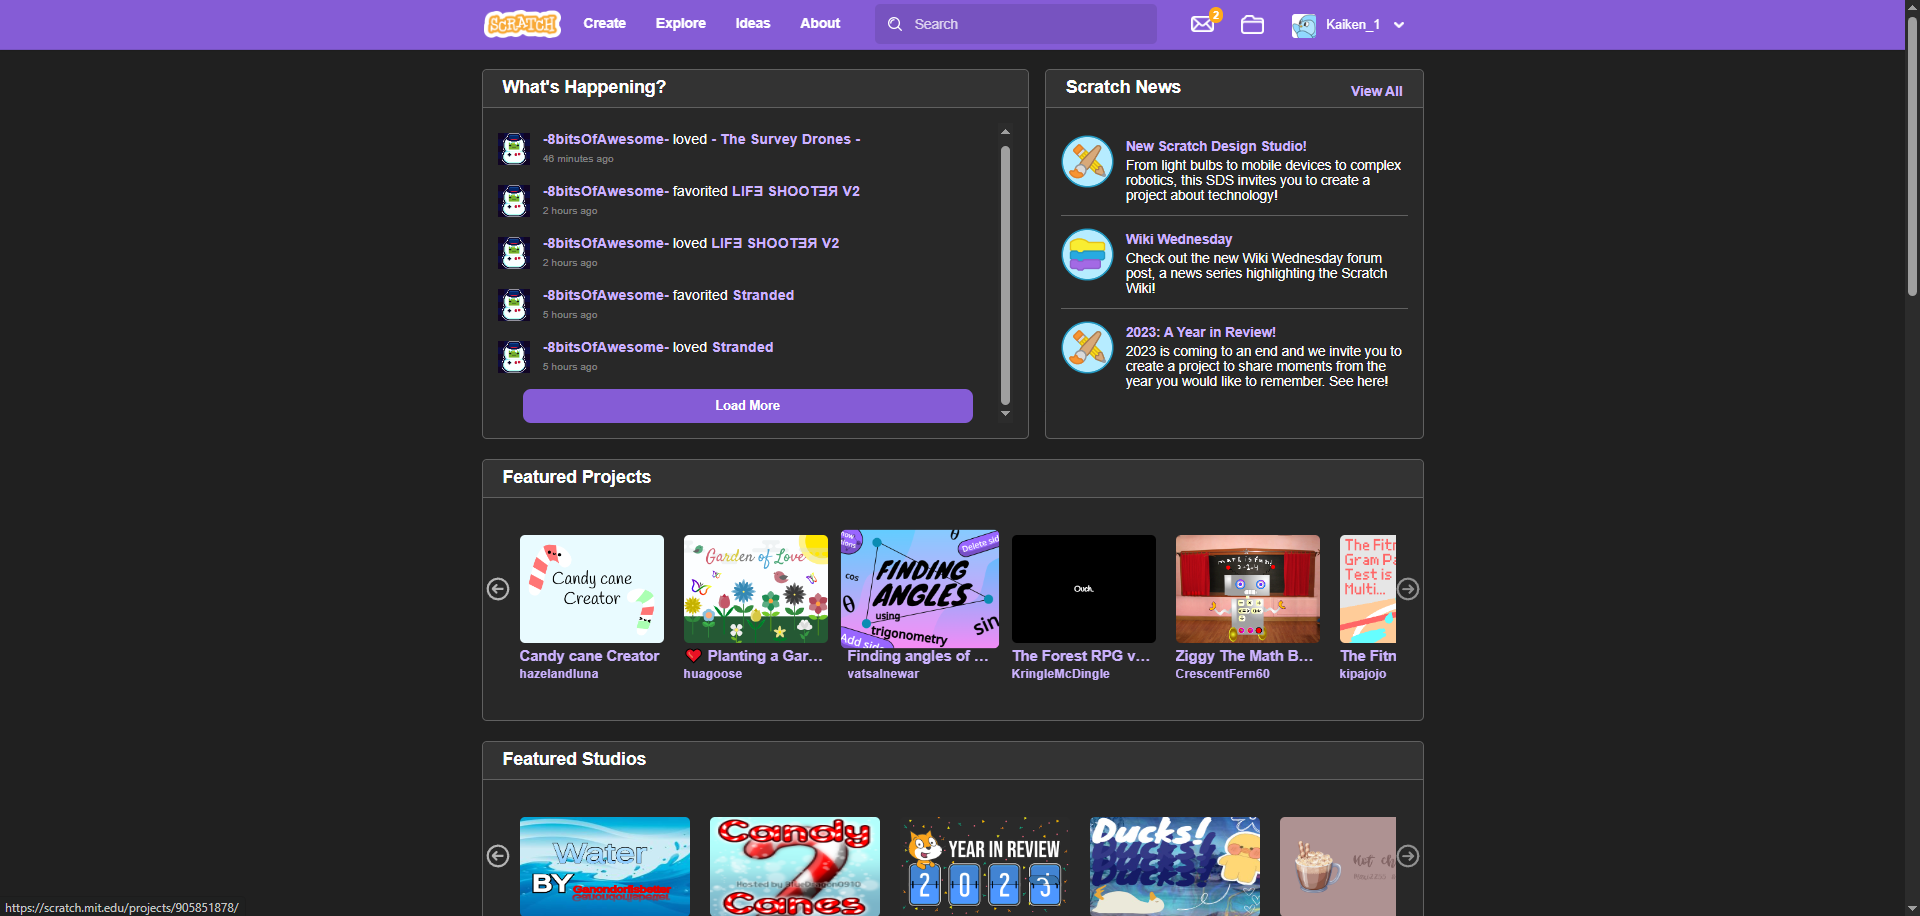 SCRATCH
Create
Explore
Ideas
About
Search
2
Kaiken_1
What's Happening?
-8bitsOfAwesome- loved - The Survey Drones -
46 minutes ago
-8bitsOfAwesome- favorited LIFƎ SHOOTƎЯ V2
2 hours ago
-8bitsOfAwesome- loved LIFƎ SHOOTƎЯ V2
2 hours ago
-8bitsOfAwesome- favorited Stranded
5 hours ago
-8bitsOfAwesome- loved Stranded
5 hours ago
Load More
Scratch News
View All
New Scratch Design Studio!
From light bulbs to mobile devices to complex
robotics, this SDS invites you to create a
project about technology!
Wiki Wednesday
Check out the new Wiki Wednesday forum
post, a news series highlighting the Scratch
Wiki!
2023: A Year in Review!
2023 is coming to an end and we invite you to
create a project to share moments from the
year you would like to remember. See here!
Featured Projects
Candy cane
Creator
Candy cane Creator
hazelandluna
Garden of Love
❤️ Planting a Gar...
huagoose
Delete sid
cos
θ
θ
FINDING
ANGLES
using
trigonometry
sin
Add side
Finding angles of ...
vatsalnewar
Ouch.
The Forest RPG v...
KringleMcDingle
math is fun!
Ziggy The Math B...
CrescentFern60
The Fitn
Gram Pa
Test is
Multi...
The Fitn
kipajojo
Featured Studios
Water
BY Ganondorfisbetter
Candy
Hosted by BlueDragon0910
Canes
YEAR IN REVIEW
2023
Ducks!
DUCKS!
Ducks!
Hot ch
https://scratch.mit.edu/projects/905851878/